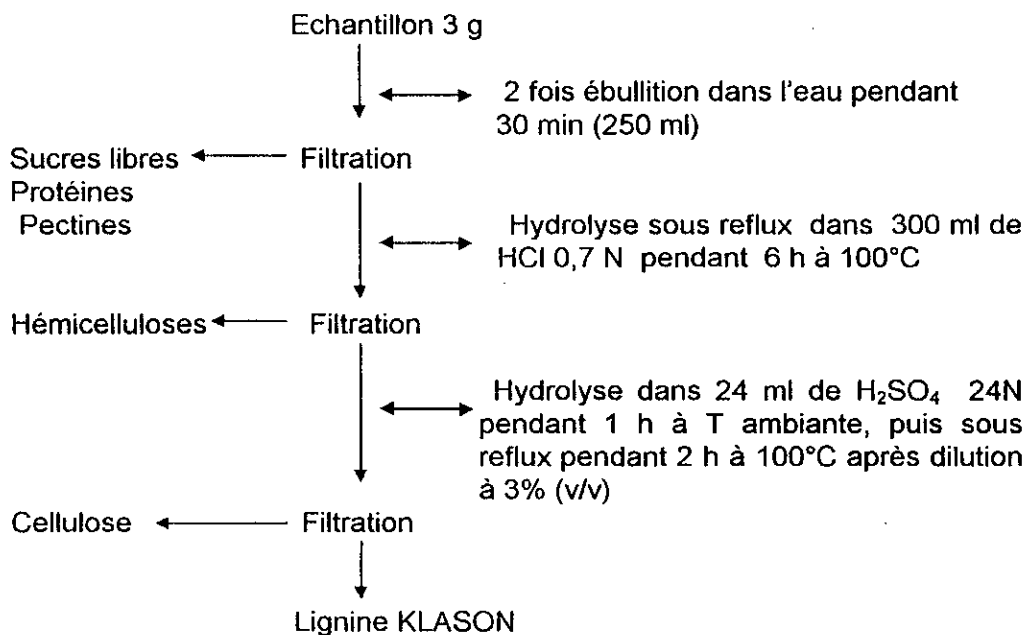 Echantillon 3 g
2 fois ébullition dans l'eau pendant
30 min (250 ml)
Sucres libres
Filtration
Protéines
Pectines
Hydrolyse sous reflux dans 300 ml de
HCl 0,7 N pendant 6 h à 100°C
Hémicelluloses
Filtration
Hydrolyse dans 24 ml de H₂SO₄ 24N
pendant 1 h à T ambiante, puis sous
reflux pendant 2 h à 100°C après dilution
à 3% (v/v)
Cellulose
Filtration
Lignine KLASON